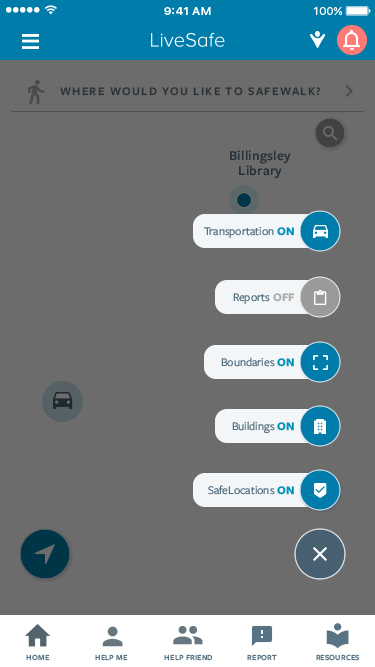 9:41 AM
100%
LiveSafe
WHERE WOULD YOU LIKE TO SAFEWALK?
Billingsley
Library
Transportation ON
Reports OFF
Boundaries ON
Buildings ON
SafeLocations ON
HOME
HELP ME
HELP FRIEND
REPORT
RESOURCES